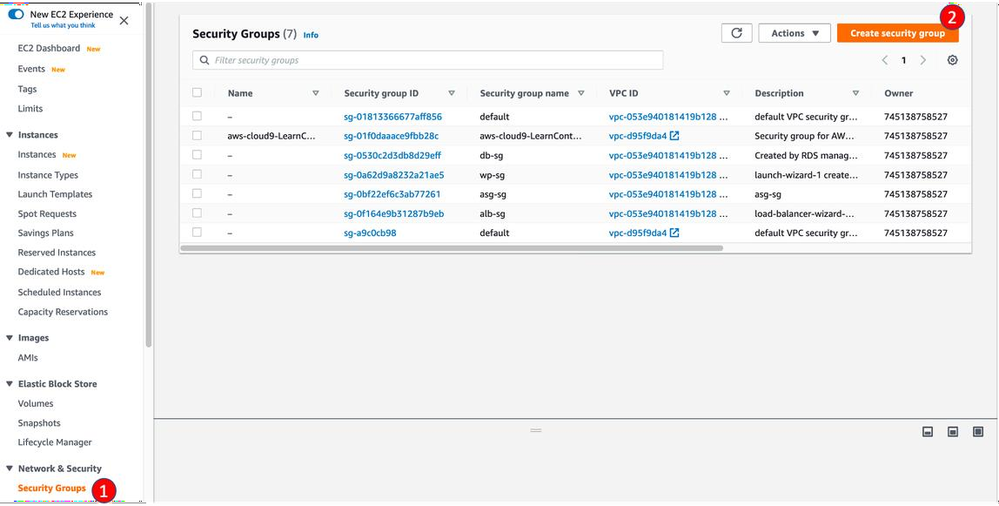 New EC2 Experience
Tell us what you think
EC2 Dashboard New
Events New
Tags
Limits
Instances
Instances New
Instance Types
Launch Templates
Spot Requests
Savings Plans
Reserved Instances
Dedicated Hosts New
Scheduled Instances
Capacity Reservations
Images
AMIs
Elastic Block Store
Volumes
Snapshots
Lifecycle Manager
Network & Security
Security Groups 1
2
Security Groups (7) Info
Actions
Create security group
Filter security groups
1
Name Security group ID Security group name VPC ID Description Owner
– sg-01813366677aff856 default vpc-053e940181419b128 ... default VPC security gr... 745138758527
aws-cloud9-LearnC... sg-01f0daaace9fbb28c aws-cloud9-LearnCont... vpc-d95f9da4 Security group for AW... 745138758527
– sg-0530c2d3db8d29eff db-sg vpc-053e940181419b128 ... Created by RDS manag... 745138758527
– sg-0a62d9a8232a21ae5 wp-sg vpc-053e940181419b128 ... launch-wizard-1 create... 745138758527
– sg-0bf22ef6c3ab77261 asg-sg vpc-053e940181419b128 ... asg-sg 745138758527
– sg-0f164e9b31287b9eb alb-sg vpc-053e940181419b128 ... load-balancer-wizard-... 745138758527
– sg-a9c0cb98 default vpc-d95f9da4 default VPC security gr... 745138758527